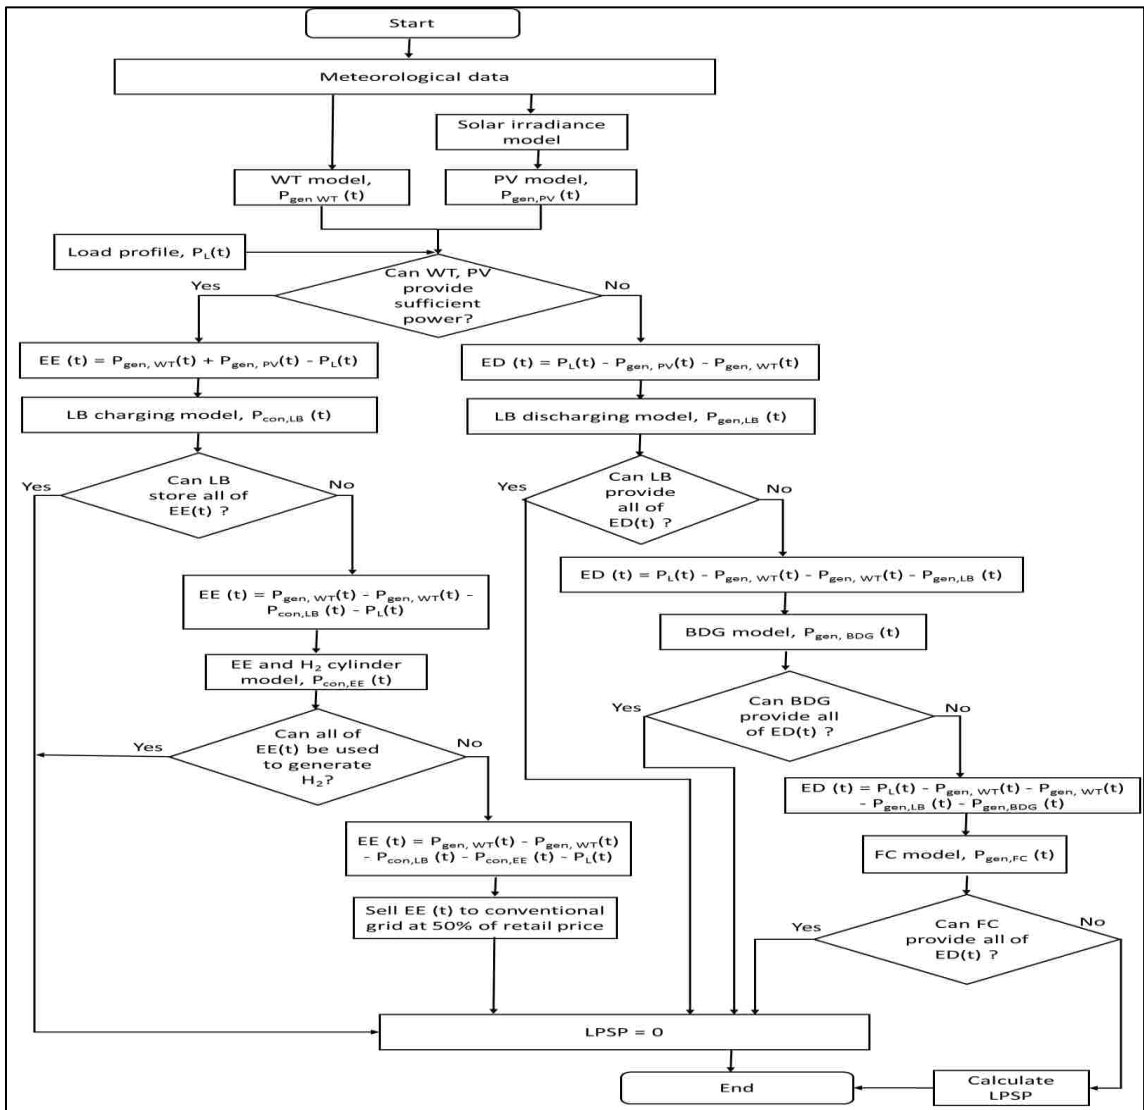 Start
Meteorological data
Solar irradiance
model
WT model,
P_gen WT (t)
PV model,
P_gen,PV (t)
Load profile, P_L(t)
Can WT, PV
provide
sufficient
power?
Yes
No
EE (t) = P_gen, WT(t) + P_gen, PV(t) - P_L(t)
ED (t) = P_L(t) - P_gen, PV(t) - P_gen, WT(t)
LB charging model, P_con,LB (t)
LB discharging model, P_gen,LB (t)
Can LB
store all of
EE(t) ?
Yes
No
Can LB
provide
all of
ED(t) ?
Yes
No
ED (t) = P_L(t) - P_gen, WT(t) - P_gen, WT(t) - P_gen,LB (t)
EE (t) = P_gen, WT(t) - P_gen, WT(t) -
P_con,LB (t) - P_L(t)
BDG model, P_gen, BDG (t)
EE and H₂ cylinder
model, P_con,EE (t)
Can BDG
provide all
of ED(t) ?
Yes
No
Can all of
EE(t) be used
to generate
H₂?
Yes
No
ED (t) = P_L(t) - P_gen, WT(t) - P_gen, WT(t)
- P_gen,LB (t) - P_gen,BDG (t)
EE (t) = P_gen, WT(t) - P_gen, WT(t)
- P_con,LB (t) - P_con,EE (t) - P_L(t)
FC model, P_gen,FC (t)
Sell EE (t) to conventional
grid at 50% of retail price
Can FC
provide all of
ED(t) ?
Yes
No
LPSP = 0
End
Calculate
LPSP